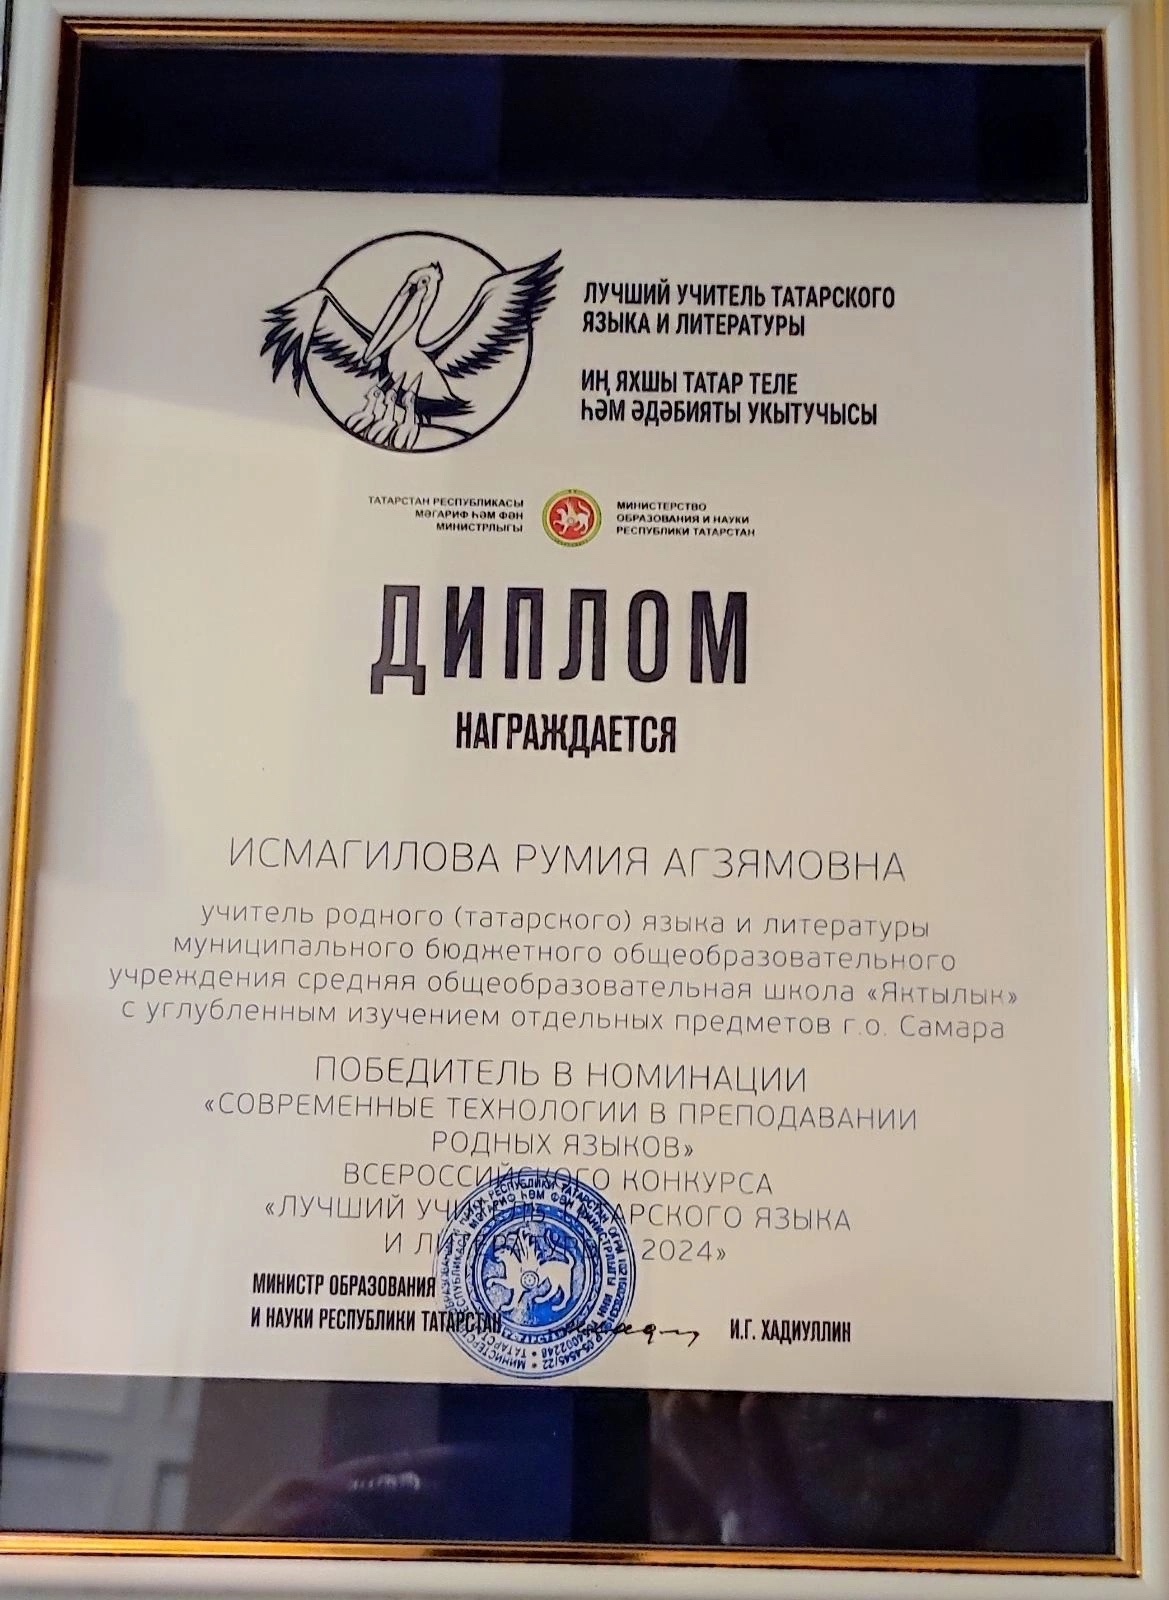 ЛУЧШИЙ УЧИТЕЛЬ ТАТАРСКОГО
ЯЗЫКА И ЛИТЕРАТУРЫ
ИҢ ЯХШЫ ТАТАР ТЕЛЕ
ҺӘМ ӘДӘБИЯТЫ УКЫТУЧЫСЫ
ТАТАРСТАН РЕСПУБЛИКАСЫ
МӘГАРИФ ҺӘМ ФӘН
МИНИСТРЛЫГЫ
МИНИСТЕРСТВО
ОБРАЗОВАНИЯ И НАУКИ
РЕСПУБЛИКИ ТАТАРСТАН
ДИПЛОМ
НАГРАЖДАЕТСЯ
ИСМАГИЛОВА РУМИЯ АГЗЯМОВНА
учитель родного (татарского) языка и литературы
муниципального бюджетного общеобразовательного
учреждения средняя общеобразовательная школа «Яктылык»
с углубленным изучением отдельных предметов г.о. Самара
ПОБЕДИТЕЛЬ В НОМИНАЦИИ
«СОВРЕМЕННЫЕ ТЕХНОЛОГИИ В ПРЕПОДАВАНИИ
РОДНЫХ ЯЗЫКОВ»
ВСЕРОССИЙСКОГО КОНКУРСА
«ЛУЧШИЙ УЧИТЕЛЬ ТАТАРСКОГО ЯЗЫКА
И ЛИТЕРАТУРЫ 2024»
МИНИСТР ОБРАЗОВАНИЯ
И НАУКИ РЕСПУБЛИКИ ТАТАРСТАН
И.Г. ХАДИУЛЛИН